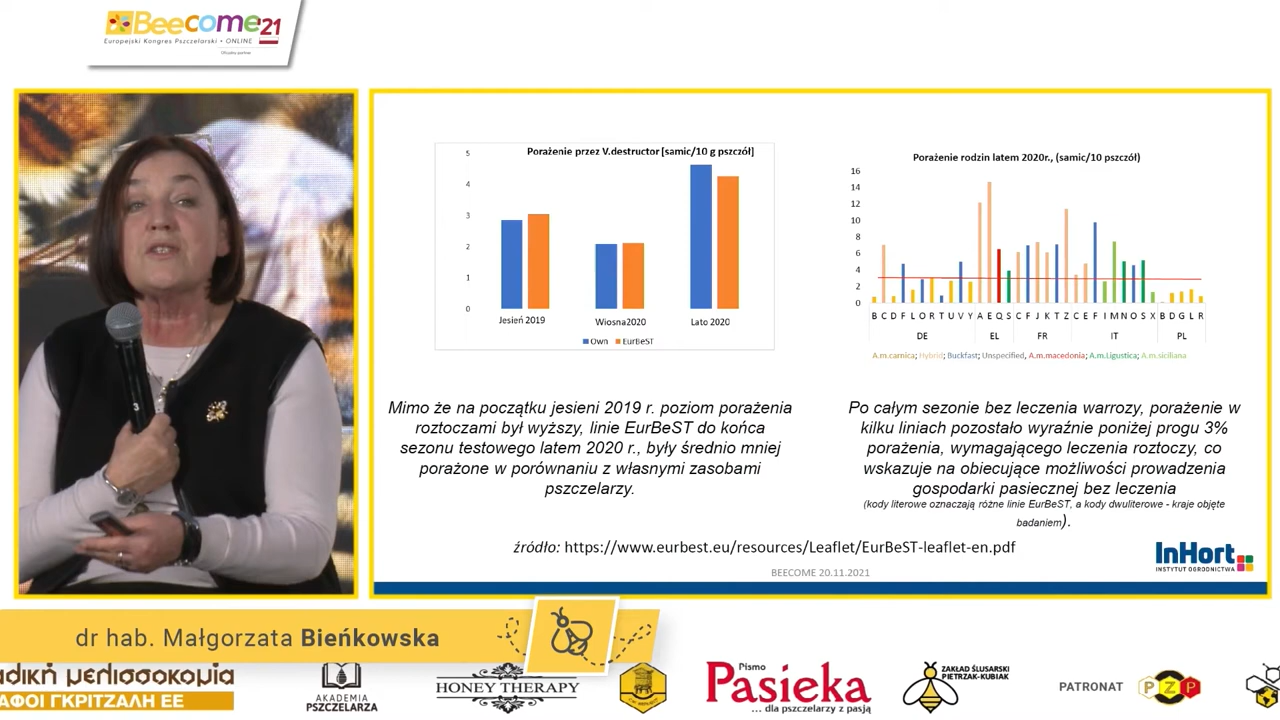 Beecome'21
Europejski Kongres Pszczelarski • ONLINE
Porażenie przez V.destructor [samic/10 g pszczół]
5
3
2
1
0
Jesień 2019
Wiosna2020
Lato 2020
Own
EurBeST
Porażenie rodzin latem 2020r., (samic/10 pszczół)
16
14
12
10
8
6
4
2
0
B C D F L O R T U V Y A E Q S C F J K T Z C E F I M N O S X B D G L R
DE EL FR IT PL
A.m.carnica; Hybrid; Buckfast; Unspecified, A.m.macedonia; A.m.Ligustica; A.m.siciliana
Mimo że na początku jesieni 2019 r. poziom porażenia
roztoczami był wyższy, linie EurBeST do końca
sezonu testowego latem 2020 r., były średnio mniej
porażone w porównaniu z własnymi zasobami
pszczelarzy.
Po całym sezonie bez leczenia warrozy, porażenie w
kilku liniach pozostało wyraźnie poniżej progu 3%
porażenia, wymagającego leczenia roztoczy, co
wskazuje na obiecujące możliwości prowadzenia
gospodarki pasiecznej bez leczenia
(kody literowe oznaczają różne linie EurBeST, a kody dwuliterowe - kraje objęte
badaniem).
źródło: https://www.eurbest.eu/resources/Leaflet/EurBeST-leaflet-en.pdf
BEECOME 20.11.2021
InHort
INSTYTUT OGRODNICTWA
dr hab. Małgorzata Bieńkowska
αδική μελισσοκομία
ΑΦΟΙ ΓΚΡΙΤΖΑΛΗ ΕΕ
AKADEMIA
PSZCZELARZA
HONEY THERAPY
Pismo
Pasieka
... dla pszczelarzy z pasją
ZAKŁAD ŚLUSARSKI
PIETRZAK-KUBIAK
PATRONAT
PZP